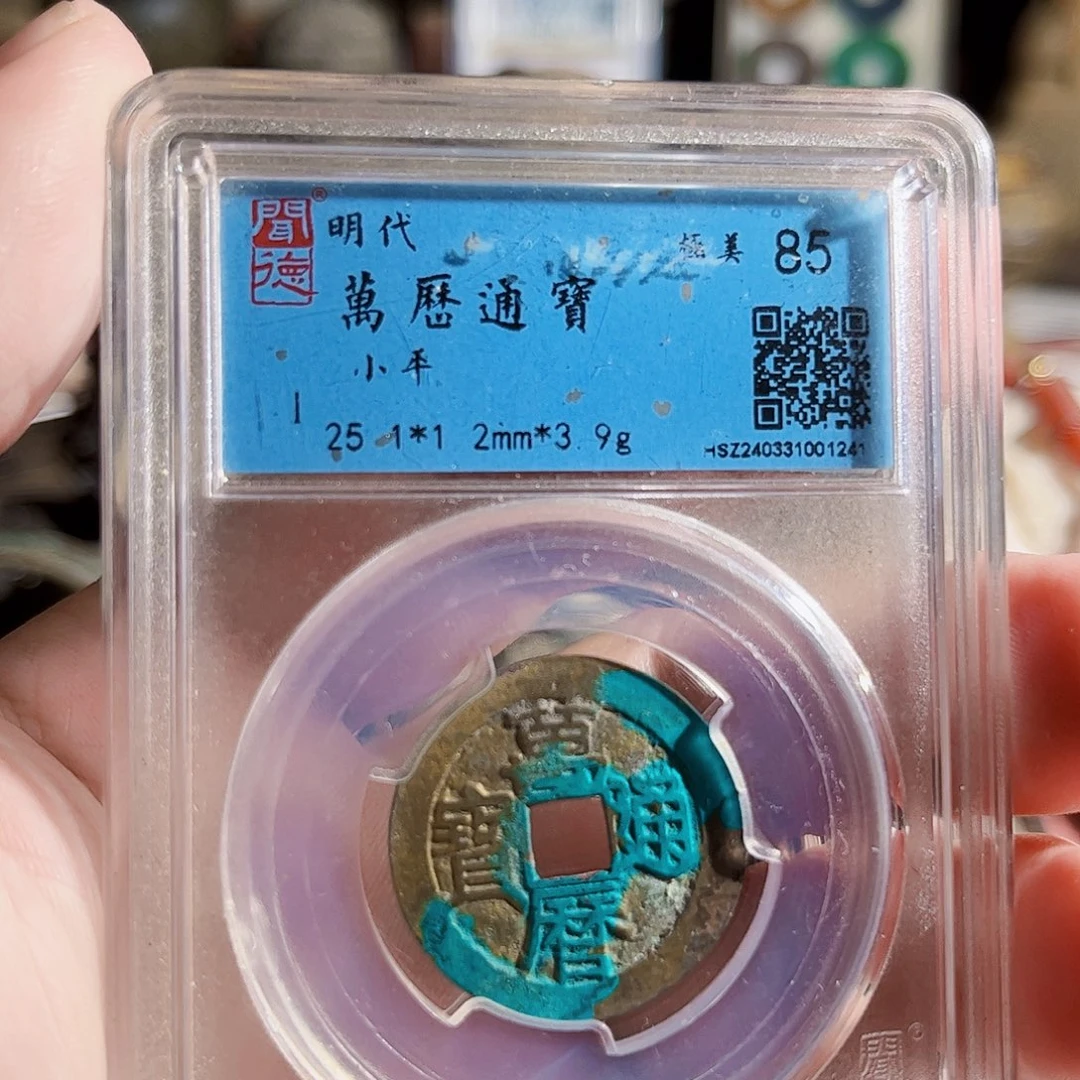 聞德®
明代
極美 85
萬曆通寶
小平
25.1*1.2mm*3.9g
HSZ240331001241
萬曆通寶
聞